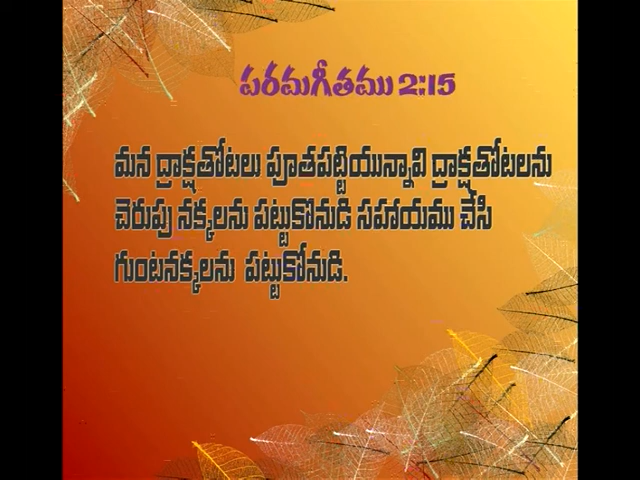 పరమగీతము 2:15
మన ద్రాక్షతోటలు పూతపట్టియున్నావి ద్రాక్షతోటలను
చెరుపు నక్కలను పట్టుకొనుడి సహాయము చేసి
గుంటనక్కలను పట్టుకోనుడి.